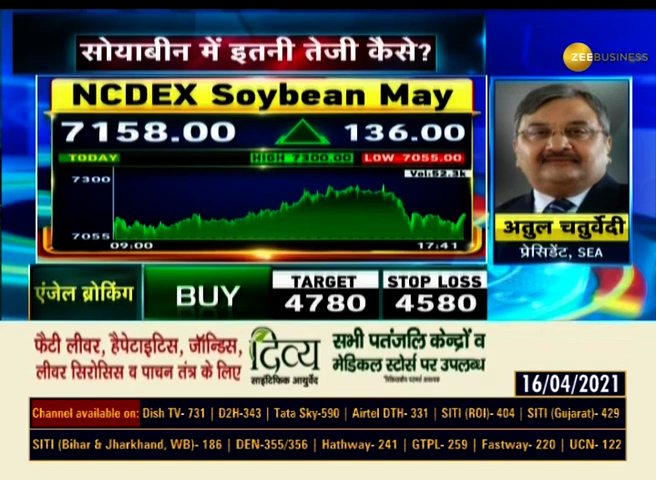 सोयाबीन में इतनी तेजी कैसे?
ZEEBUSINESS
NCDEX Soybean May
7158.00 136.00
TODAY HIGH 7300.00 LOW 7055.00
Vol:52.3k
7300
7055
09:00 17:41
अतुल चतुर्वेदी
प्रेसिडेंट, SEA
एंजेल ब्रोकिंग
BUY
TARGET
4780
STOP LOSS
4580
फैटी लीवर, हैपेटाइटिस, जॉन्डिस,
लीवर सिरोसिस व पाचन तंत्र के लिए
दिव्य
साइंटिफिक आयुर्वेद
सभी पतंजलि केन्द्रों व
मेडिकल स्टोर्स पर उपलब्ध
16/04/2021
Channel available on: Dish TV- 731 | D2H-343 | Tata Sky-590 | Airtel DTH- 331 | SITI (ROI)- 404 | SITI (Gujarat)- 429
SITI (Bihar & Jharkhand, WB)- 186 | DEN-355/356 | Hathway- 241 | GTPL- 259 | Fastway- 220 | UCN- 122